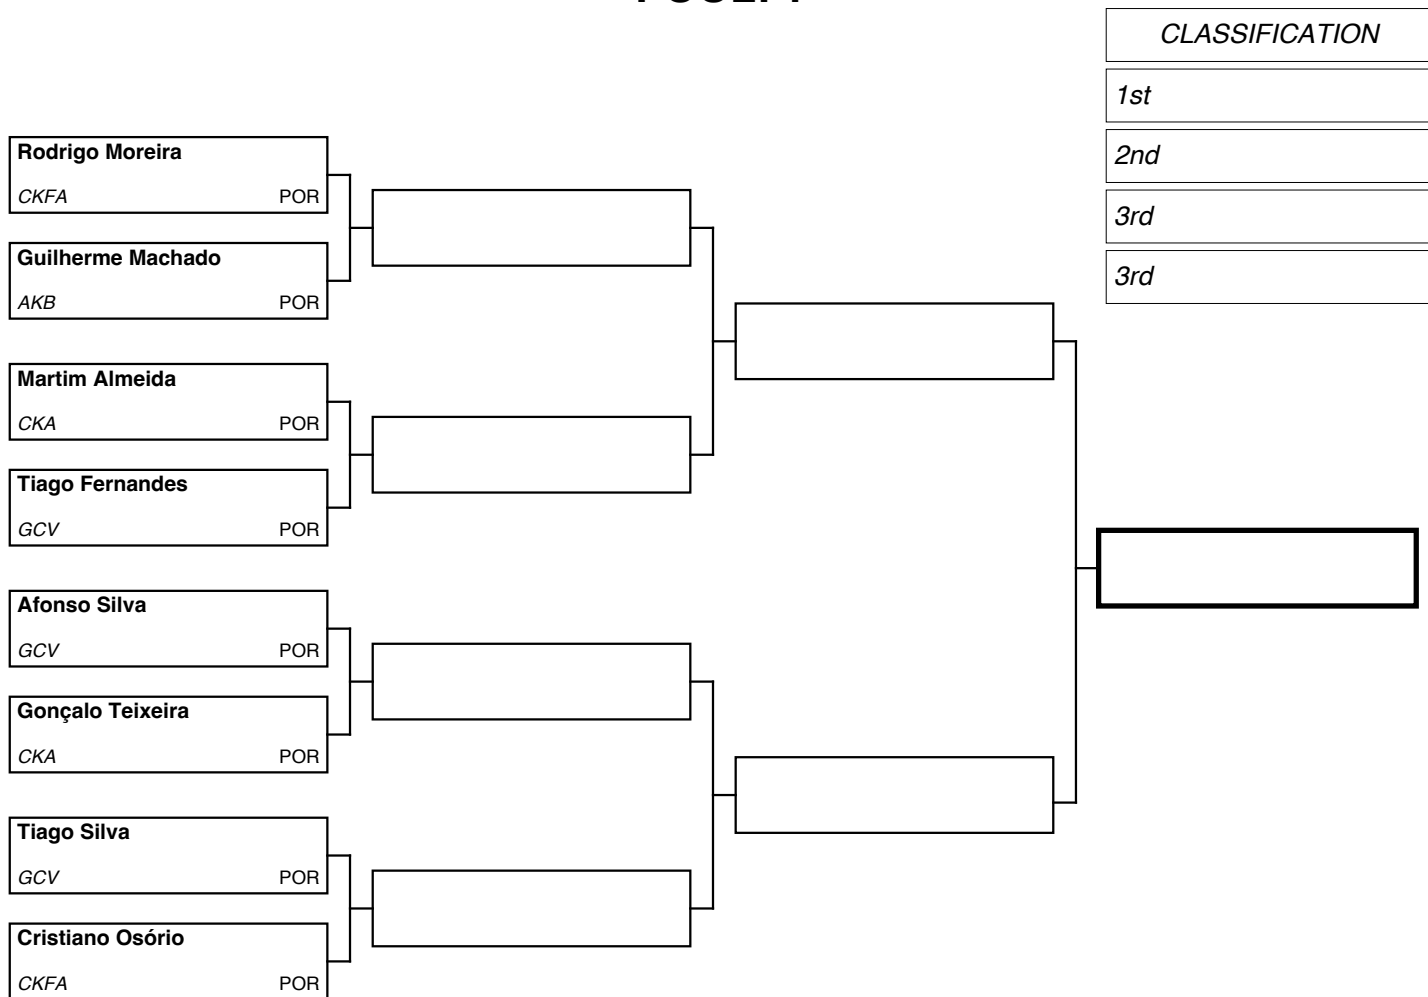 CLASSIFICATION
1st
2nd
3rd
3rd
Rodrigo Moreira
CKFA POR
Guilherme Machado
AKB POR
Martim Almeida
CKA POR
Tiago Fernandes
GCV POR
Afonso Silva
GCV POR
Gonçalo Teixeira
CKA POR
Tiago Silva
GCV POR
Cristiano Osório
CKFA POR